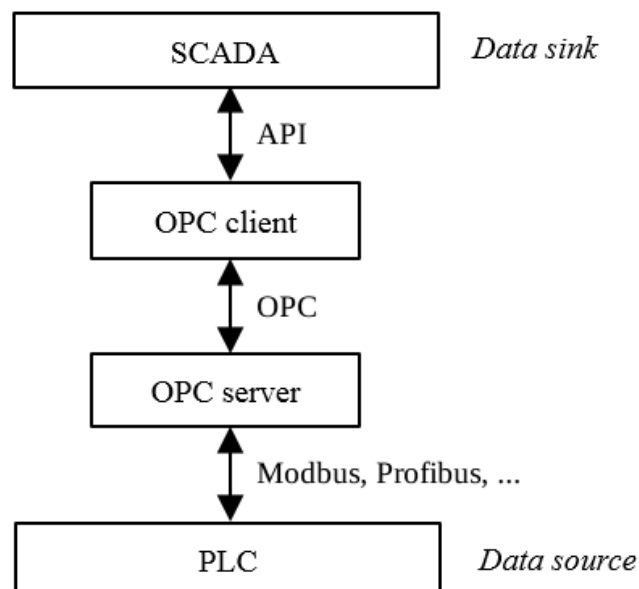 SCADA
Data sink
API
OPC client
OPC
OPC server
Modbus, Profibus, ...
PLC
Data source